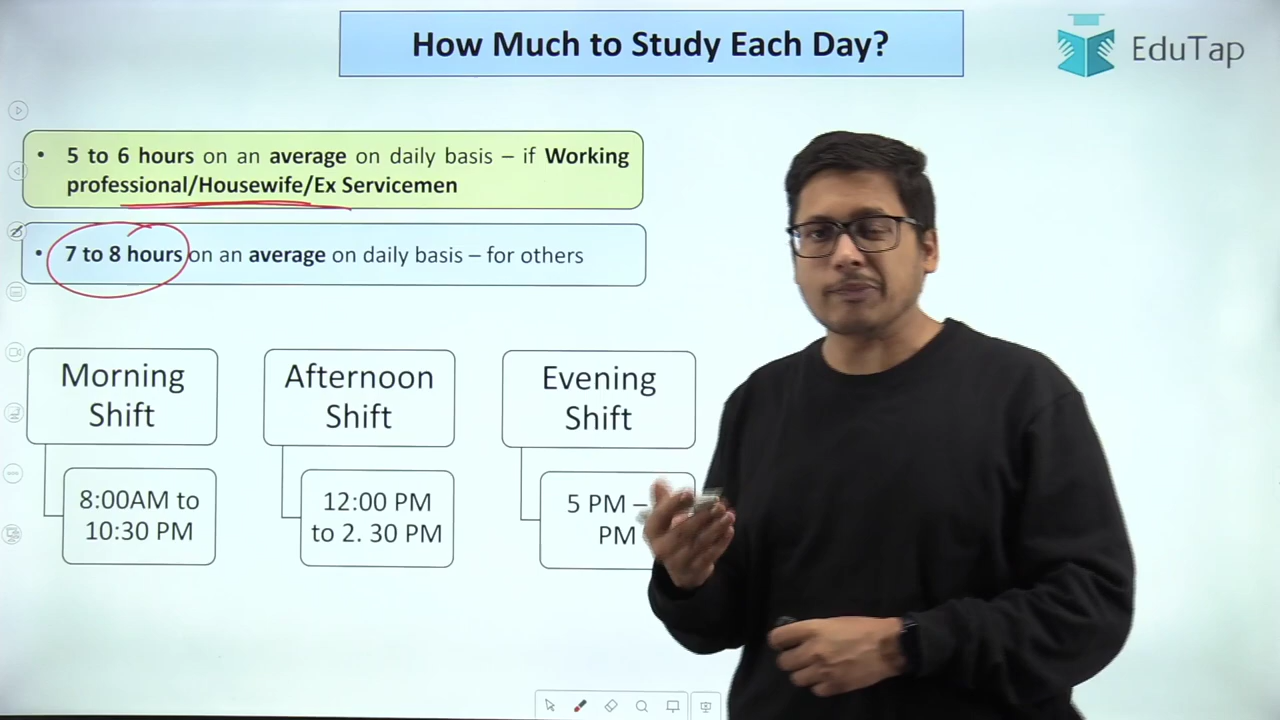 How Much to Study Each Day?
EduTap
• 5 to 6 hours on an average on daily basis – if Working
professional/Housewife/Ex Servicemen
• 7 to 8 hours on an average on daily basis – for others
Morning
Shift
Afternoon
Shift
Evening
Shift
8:00AM to
10:30 PM
12:00 PM
to 2. 30 PM
5 PM –
PM